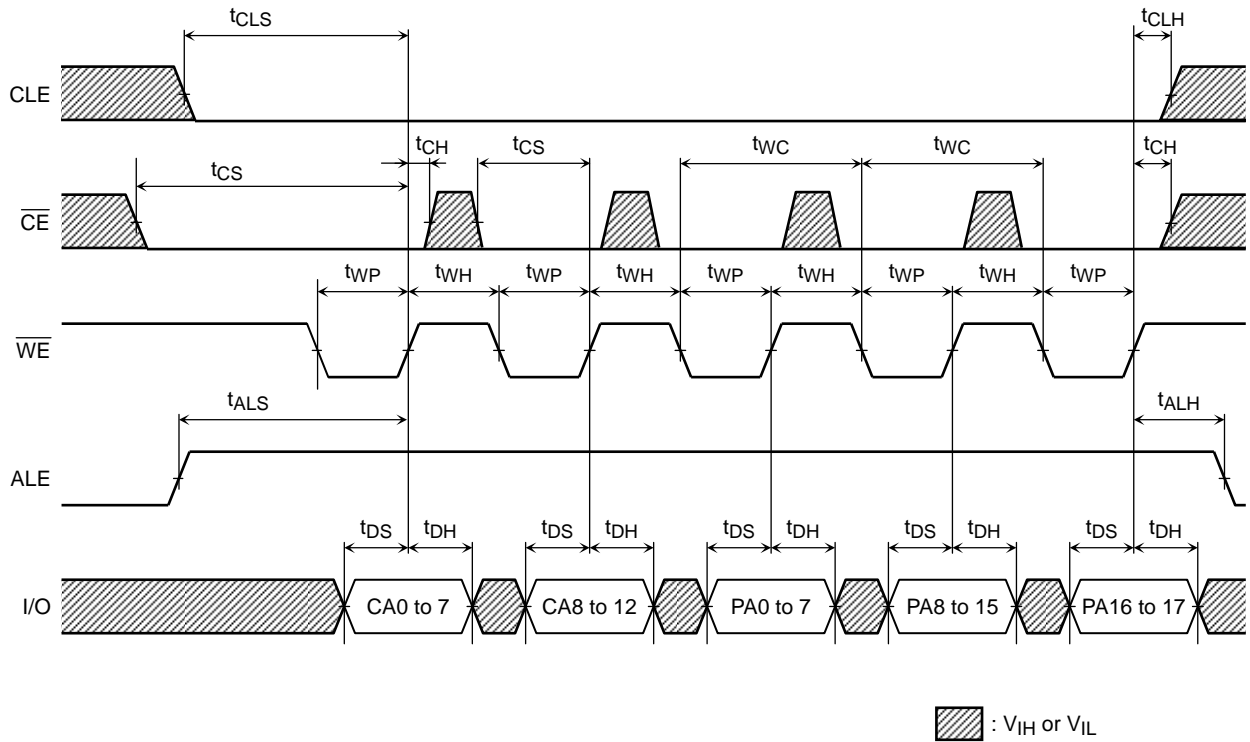 tCLS tCLH
CLE
tCH tCS tWC tWC tCH
tCS
CE
tWP tWH tWP tWH tWP tWH tWP tWH tWP
WE
tALS tALH
ALE
tDS tDH tDS tDH tDS tDH tDS tDH tDS tDH
I/O CA0 to 7 CA8 to 12 PA0 to 7 PA8 to 15 PA16 to 17
: VIH or VIL